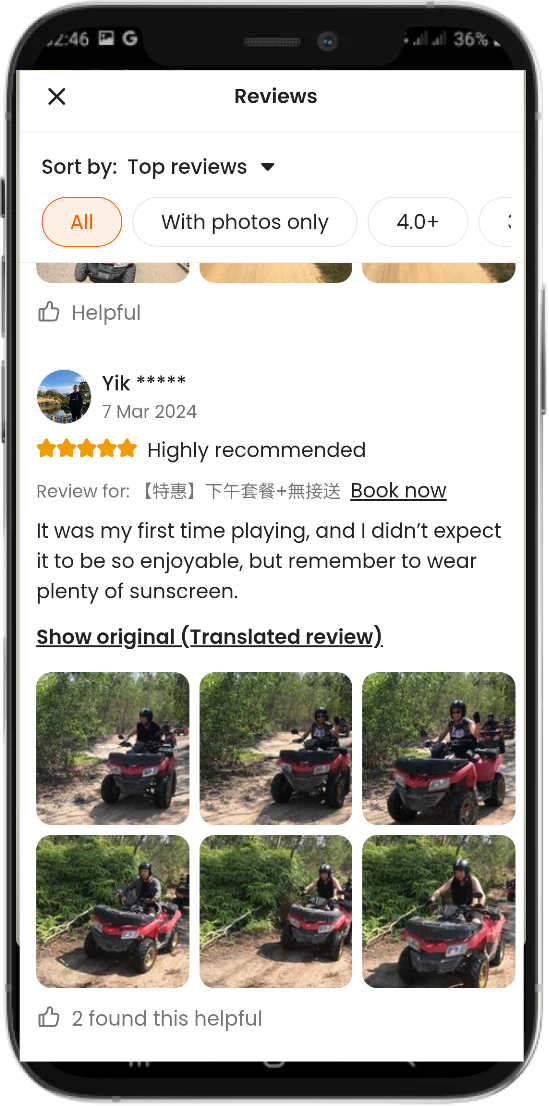 2:46 G 36%
Reviews
Sort by: Top reviews
All With photos only 4.0+
Helpful
Yik *****
7 Mar 2024
Highly recommended
Review for: 【特惠】下午套餐+無接送 Book now
It was my first time playing, and I didn’t expect
it to be so enjoyable, but remember to wear
plenty of sunscreen.
Show original (Translated review)
2 found this helpful